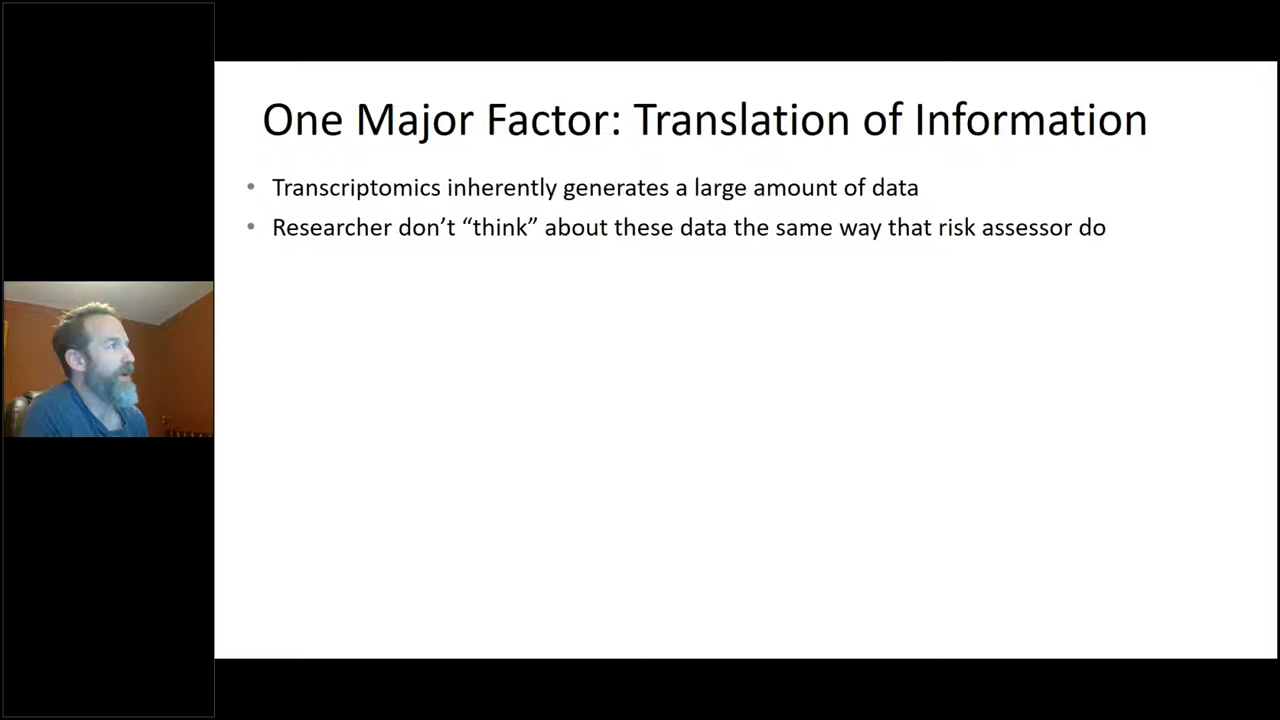 One Major Factor: Translation of Information
• Transcriptomics inherently generates a large amount of data
• Researcher don’t “think” about these data the same way that risk assessor do